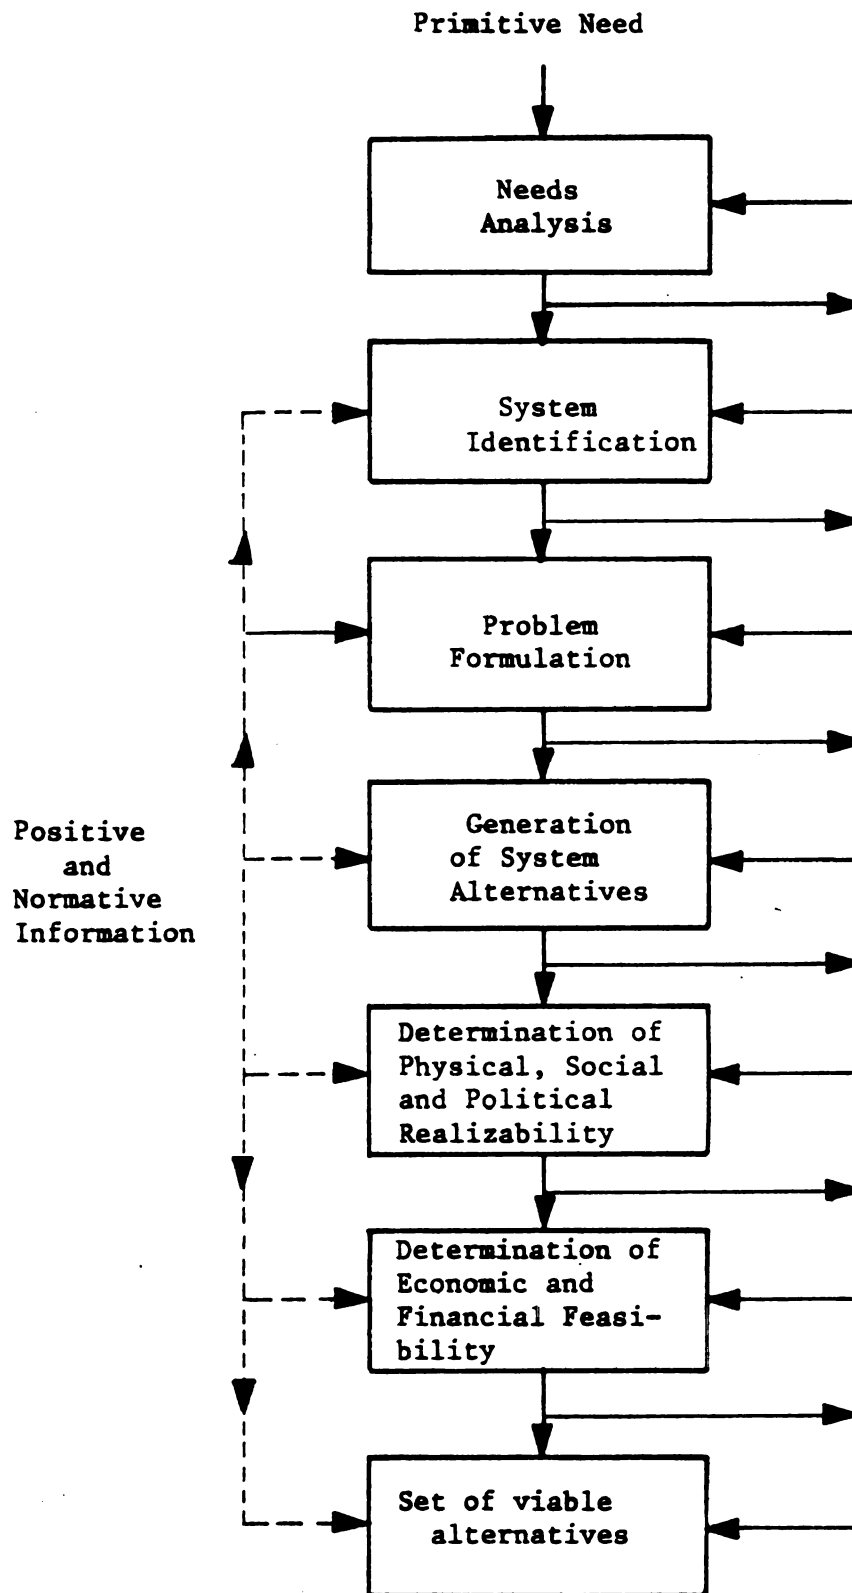 Primitive Need
Needs
Analysis
System
Identification
Problem
Formulation
Generation
of System
Alternatives
Positive
and
Normative
Information
Determination of
Physical, Social
and Political
Realizability
Determination of
Economic and
Financial Feasi-
bility
Set of viable
alternatives